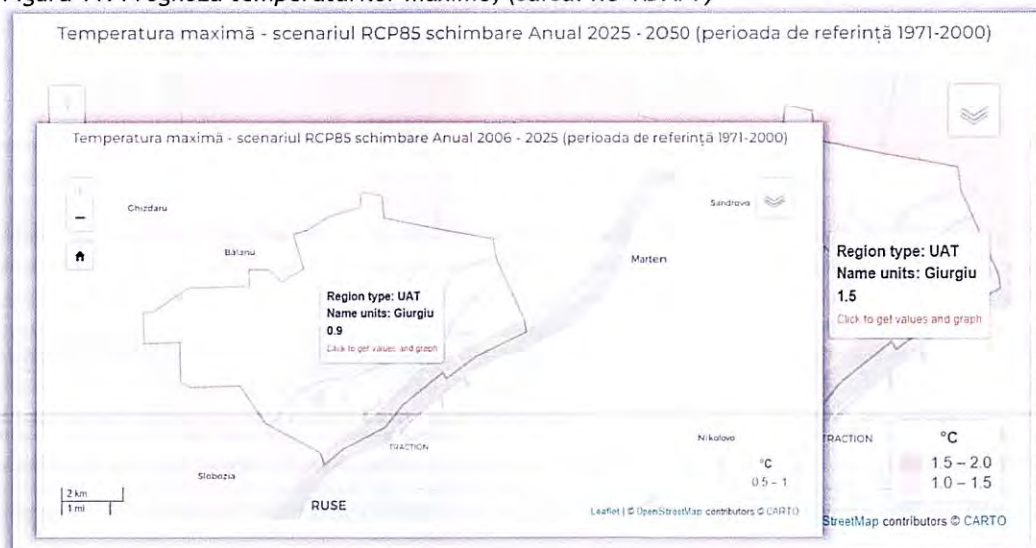 Temperatura maximă - scenariul RCP85 schimbare Anual 2025 - 2050 (perioada de referință 1971-2000)
Temperatura maximă - scenariul RCP85 schimbare Anual 2006 - 2025 (perioada de referință 1971-2000)
Ghizdaru
Sandrovo
Bălanu
Marten
Region type: UAT
Name units: Giurgiu
0.9
Click to get values and graph
Region type: UAT
Name units: Giurgiu
1.5
Click to get values and graph
TRACTION
Nikolovo
TRACTION
Slobozia
°C
0.5 – 1
°C
1.5 – 2.0
1.0 – 1.5
2 km
1 mi
RUSE
Leaflet | © OpenStreetMap contributors © CARTO
StreetMap contributors © CARTO